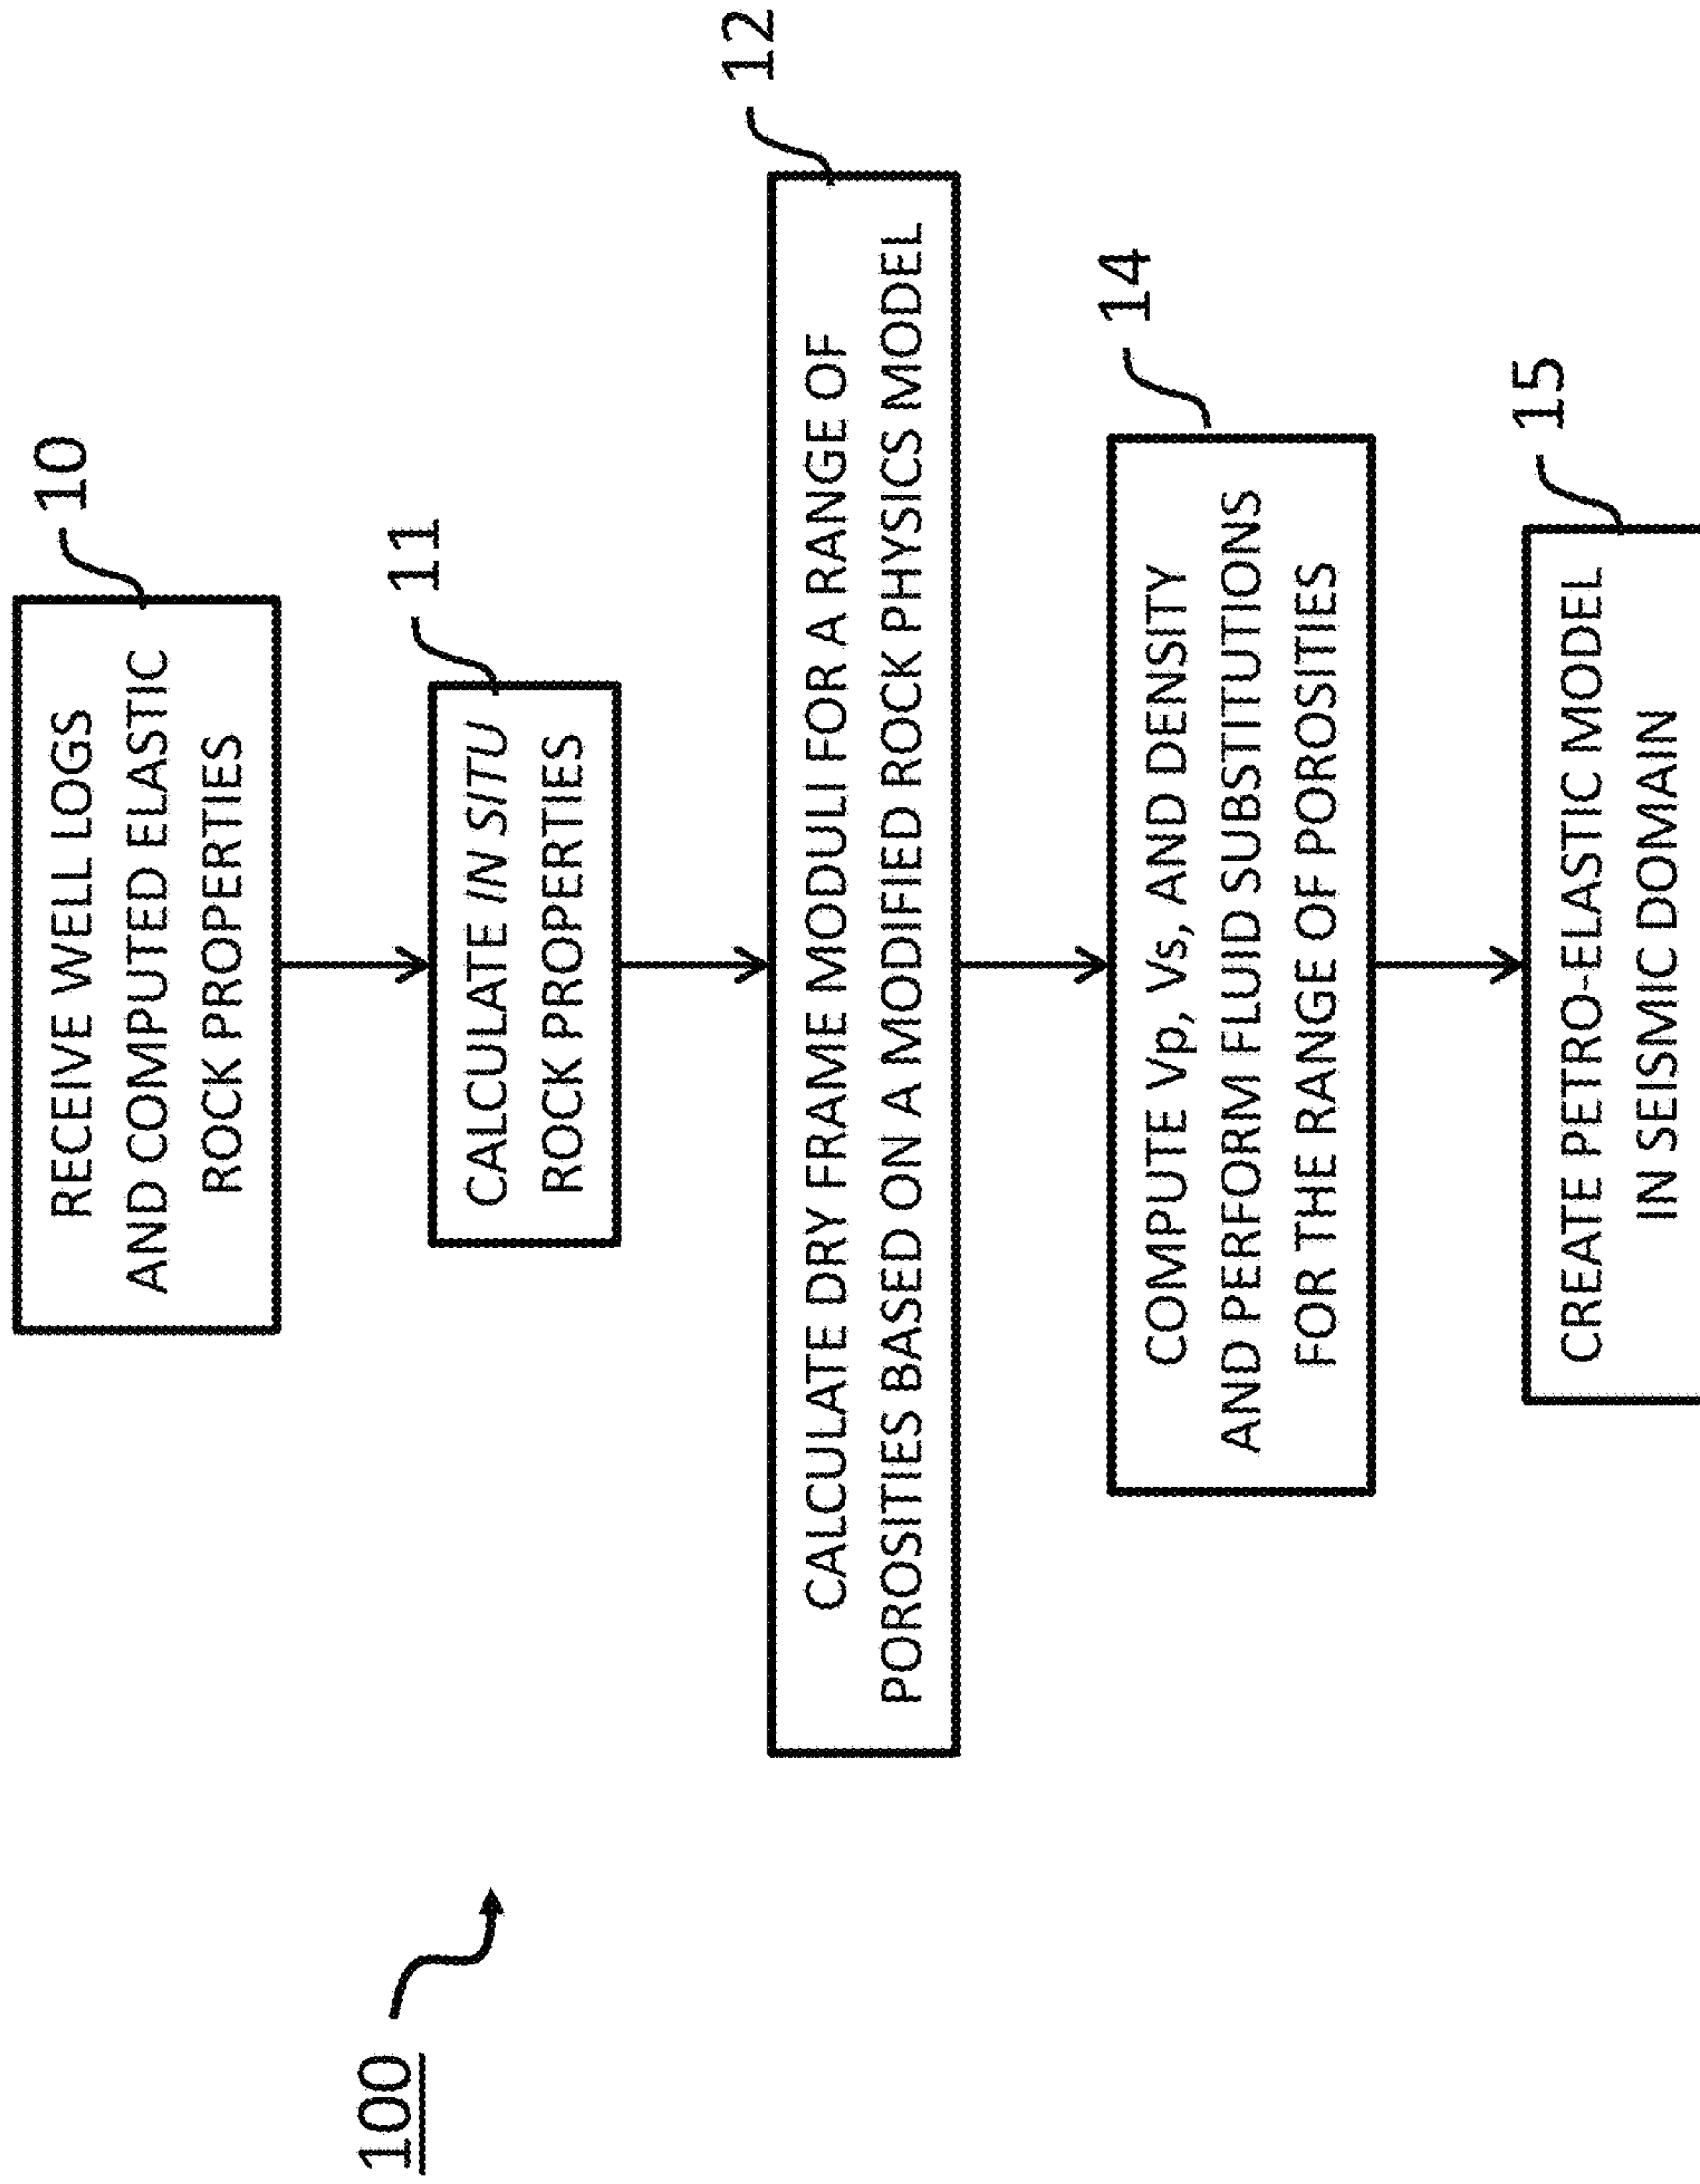 100
10
RECEIVE WELL LOGS
AND COMPUTED ELASTIC
ROCK PROPERTIES
11
CALCULATE IN SITU
ROCK PROPERTIES
12
CALCULATE DRY FRAME MODULI FOR A RANGE OF
POROSITIES BASED ON A MODIFIED ROCK PHYSICS MODEL
14
COMPUTE Vp, Vs, AND DENSITY
AND PERFORM FLUID SUBSTITUTIONS
FOR THE RANGE OF POROSITIES
15
CREATE PETRO-ELASTIC MODEL
IN SEISMIC DOMAIN